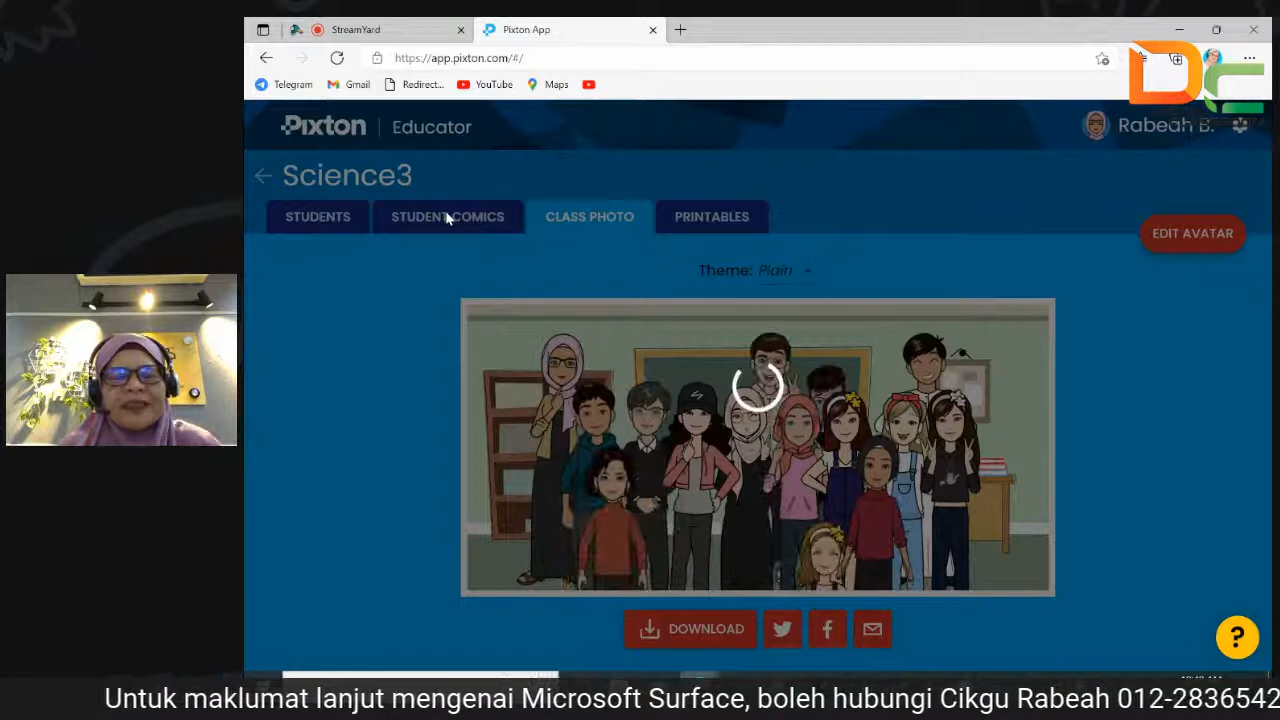 StreamYard
Pixton App
https://app.pixton.com/#/
Telegram
Gmail
Redirect...
YouTube
Maps
DE
Pixton
Educator
Rabeah B.
Science3
STUDENTS
STUDENT COMICS
CLASS PHOTO
PRINTABLES
EDIT AVATAR
Theme: Plain
DOWNLOAD
?
Untuk maklumat lanjut mengenai Microsoft Surface, boleh hubungi Cikgu Rabeah 012-2836542